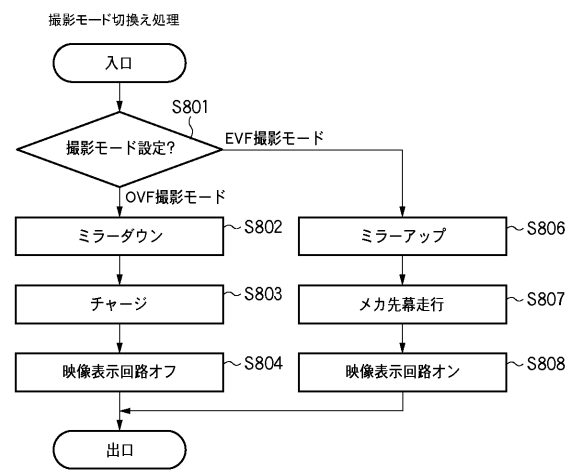 撮影モード切換え処理
入口
S801
撮影モード設定?
EVF撮影モード
OVF撮影モード
ミラーダウン
S802
ミラーアップ
S806
チャージ
S803
メカ先幕走行
S807
映像表示回路オフ
S804
映像表示回路オン
S808
出口